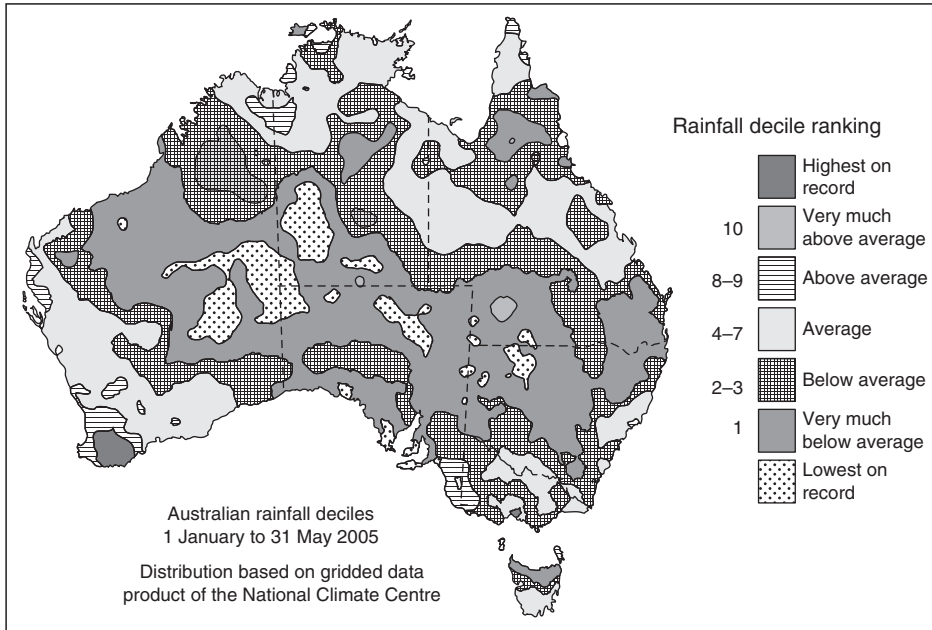 Rainfall decile ranking
Highest on
record
10 Very much
above average
8–9 Above average
4–7 Average
2–3 Below average
1 Very much
below average
Lowest on
record
Australian rainfall deciles
1 January to 31 May 2005
Distribution based on gridded data
product of the National Climate Centre